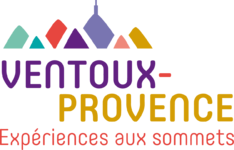 VENTOUX-
PROVENCE
Expériences aux sommets